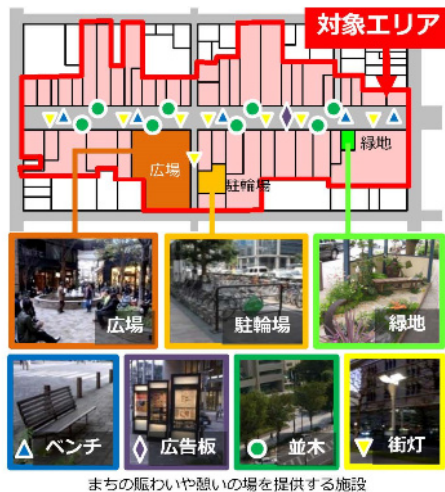 対象エリア
広場
駐輪場
緑地
広場
駐輪場
緑地
ベンチ
広告板
並木
街灯
まちの賑わいや憩いの場を提供する施設